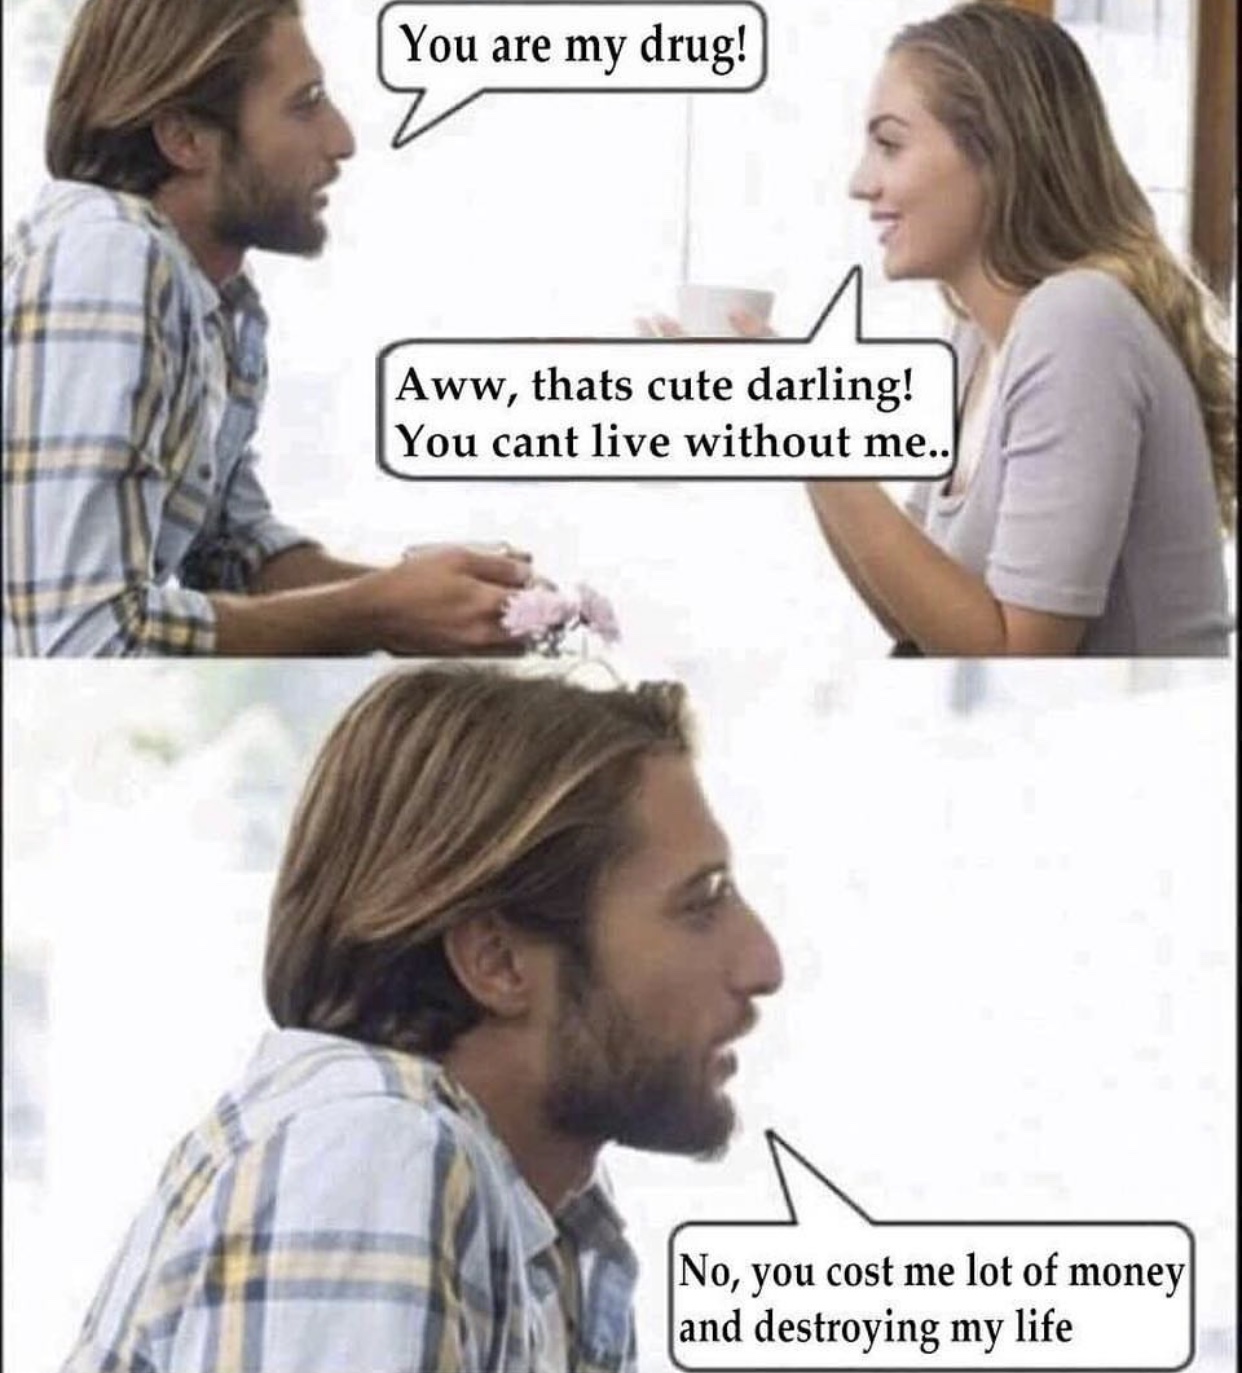 You are my drug!
Aww, thats cute darling!
You cant live without me..
No, you cost me lot of money
and destroying my life